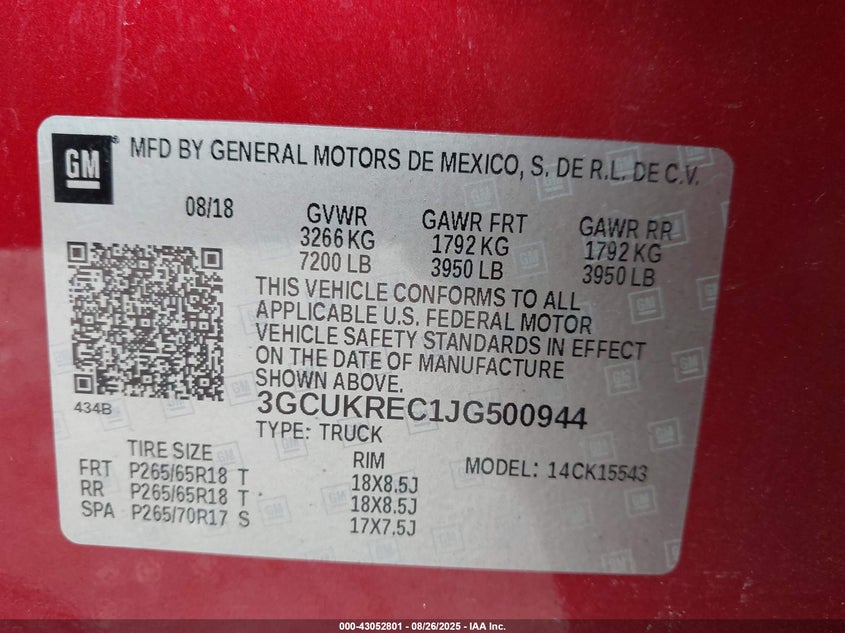 GM MFD BY GENERAL MOTORS DE MEXICO, S. DE R.L. DE C.V.
08/18 GVWR GAWR FRT GAWR RR
3266 KG 1792 KG 1792 KG
7200 LB 3950 LB 3950 LB
THIS VEHICLE CONFORMS TO ALL
APPLICABLE U.S. FEDERAL MOTOR
VEHICLE SAFETY STANDARDS IN EFFECT
ON THE DATE OF MANUFACTURE
SHOWN ABOVE.
434B 3GCUKREC1JG500944
TYPE: TRUCK
TIRE SIZE RIM MODEL: 14CK15543
FRT P265/65R18 T 18X8.5J
RR P265/65R18 T 18X8.5J
SPA P265/70R17 S 17X7.5J
000-43052801 - 08/26/2025 - IAA Inc.